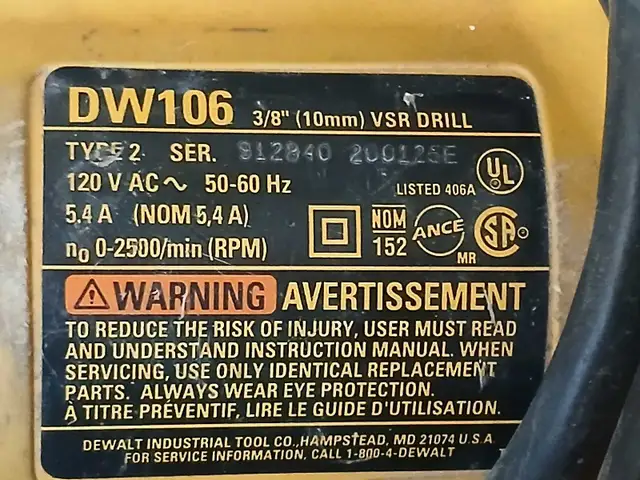 DW106 3/8" (10mm) VSR DRILL
TYPE 2 SER. 912840 200125E
120 V AC ~ 50-60 Hz
LISTED 406A
UL
5.4 A (NOM 5,4 A)
n0 0-2500/min (RPM)
NOM
152
ANCE
MR
SA
⚠ WARNING AVERTISSEMENT
TO REDUCE THE RISK OF INJURY, USER MUST READ
AND UNDERSTAND INSTRUCTION MANUAL. WHEN
SERVICING, USE ONLY IDENTICAL REPLACEMENT
PARTS. ALWAYS WEAR EYE PROTECTION.
À TITRE PRÉVENTIF, LIRE LE GUIDE D'UTILISATION.
DEWALT INDUSTRIAL TOOL CO., HAMPSTEAD, MD 21074 U.S.A
FOR SERVICE INFORMATION, CALL 1-800-4-DEWALT